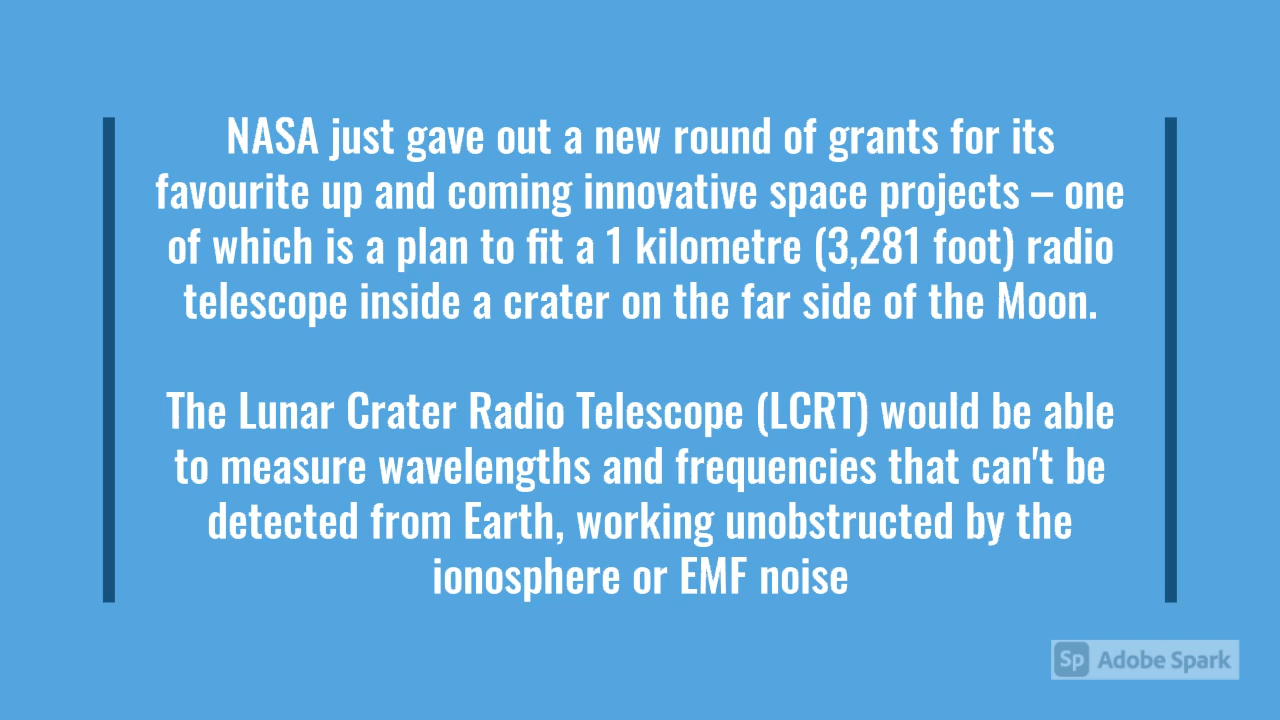 NASA just gave out a new round of grants for its
favourite up and coming innovative space projects – one
of which is a plan to fit a 1 kilometre (3,281 foot) radio
telescope inside a crater on the far side of the Moon.
The Lunar Crater Radio Telescope (LCRT) would be able
to measure wavelengths and frequencies that can't be
detected from Earth, working unobstructed by the
ionosphere or EMF noise
Sp Adobe Spark